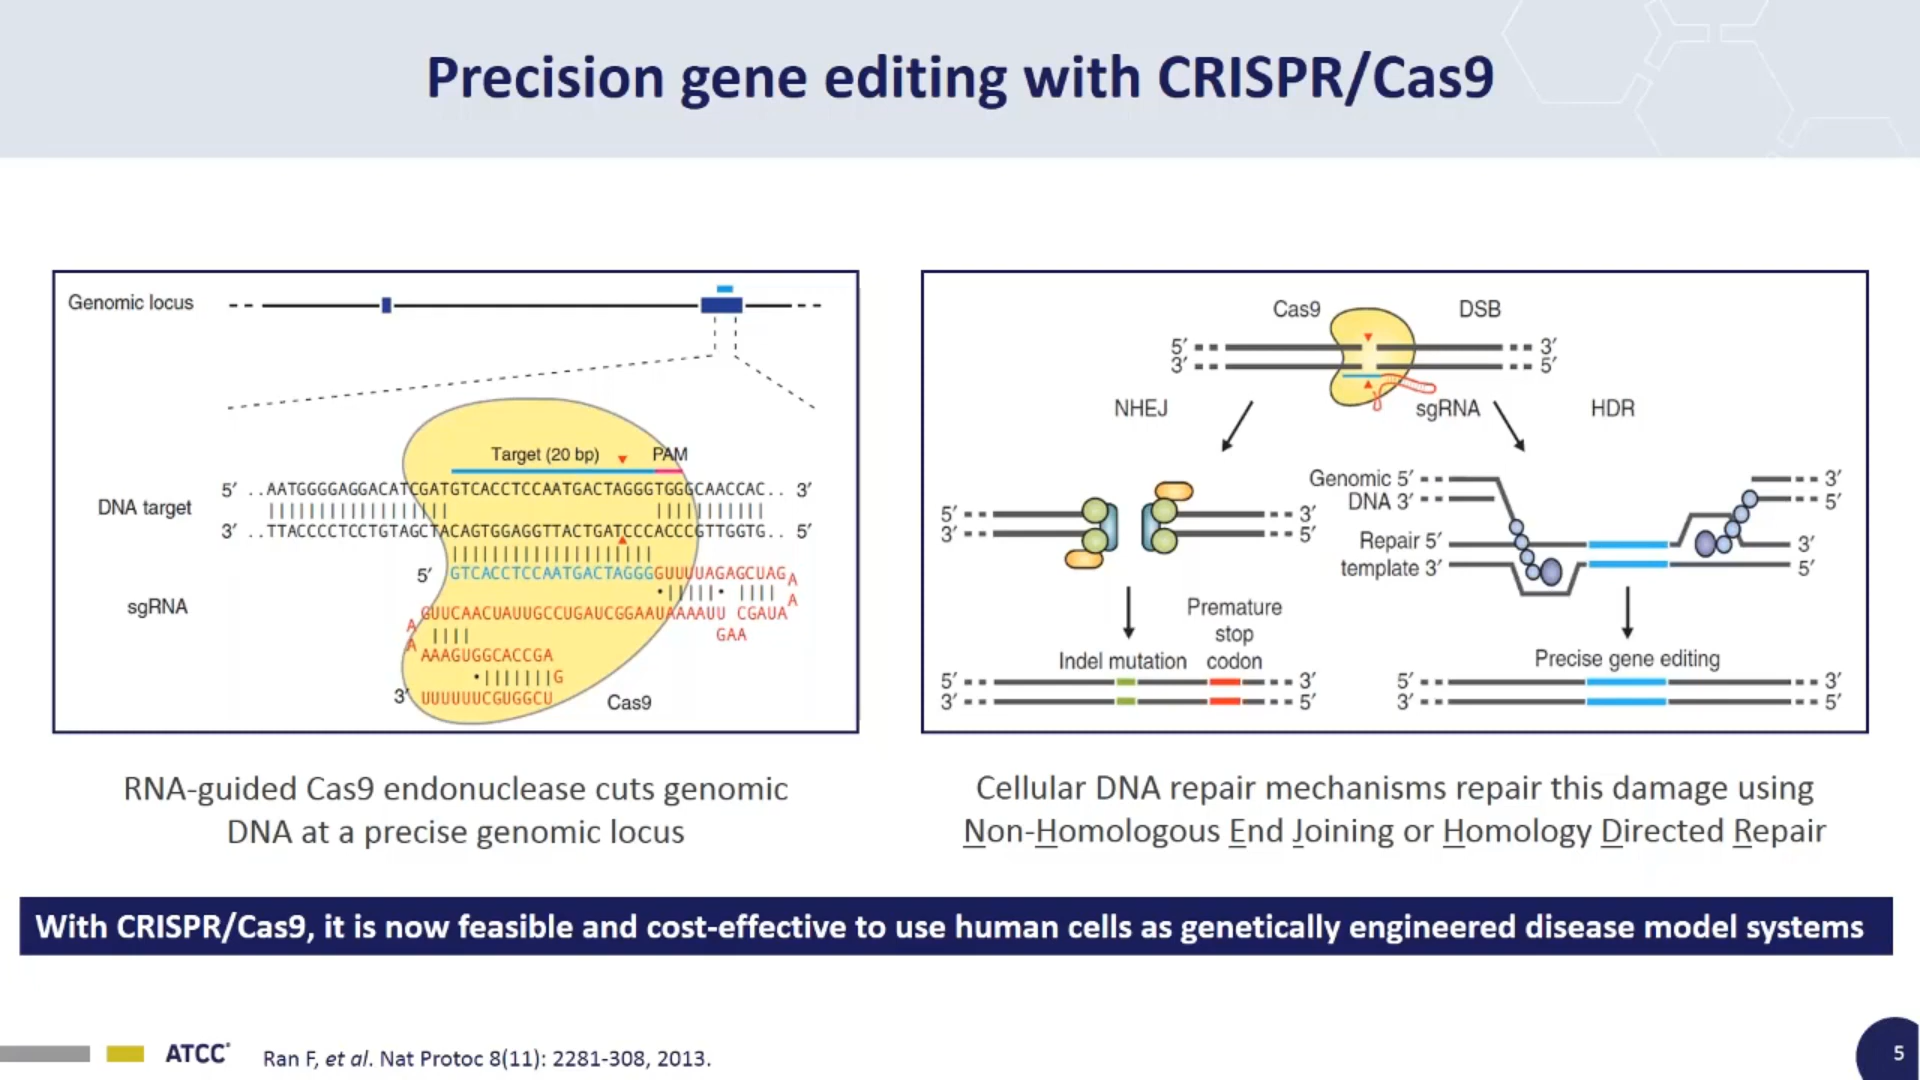 Precision gene editing with CRISPR/Cas9
Genomic locus
Target (20 bp) PAM
DNA target
5′ ..AATGGGGAGGACATCGATGTCACCTCCAATGACTAGGGTGGGCAACCAC.. 3′
3′ ..TTACCCCTCCTGTAGCTACAGTGGAGGTTACTGATCCCACCCGTTGGTG.. 5′
5′ GTCACCTCCAATGACTAGGGGUUUUAGAGCUAG A
sgRNA
A
GUUCAACUAUUGCCUGAUCGGAAUAAAAUU CGAUA
A
GAA
A
AAAGUGGCACCGA
G
3′ UUUUUUCGUGGCU
Cas9
RNA-guided Cas9 endonuclease cuts genomic
DNA at a precise genomic locus
Cas9 DSB
5′ 3′
3′ 5′
NHEJ sgRNA HDR
5′ 3′
3′ 5′
Genomic 5′ 3′
DNA 3′ 5′
Repair 5′ 3′
template 3′ 5′
Premature
stop
Indel mutation codon
5′ 3′
3′ 5′
Precise gene editing
5′ 3′
3′ 5′
Cellular DNA repair mechanisms repair this damage using
Non-Homologous End Joining or Homology Directed Repair
With CRISPR/Cas9, it is now feasible and cost-effective to use human cells as genetically engineered disease model systems
ATCC® Ran F, et al. Nat Protoc 8(11): 2281-308, 2013.
5